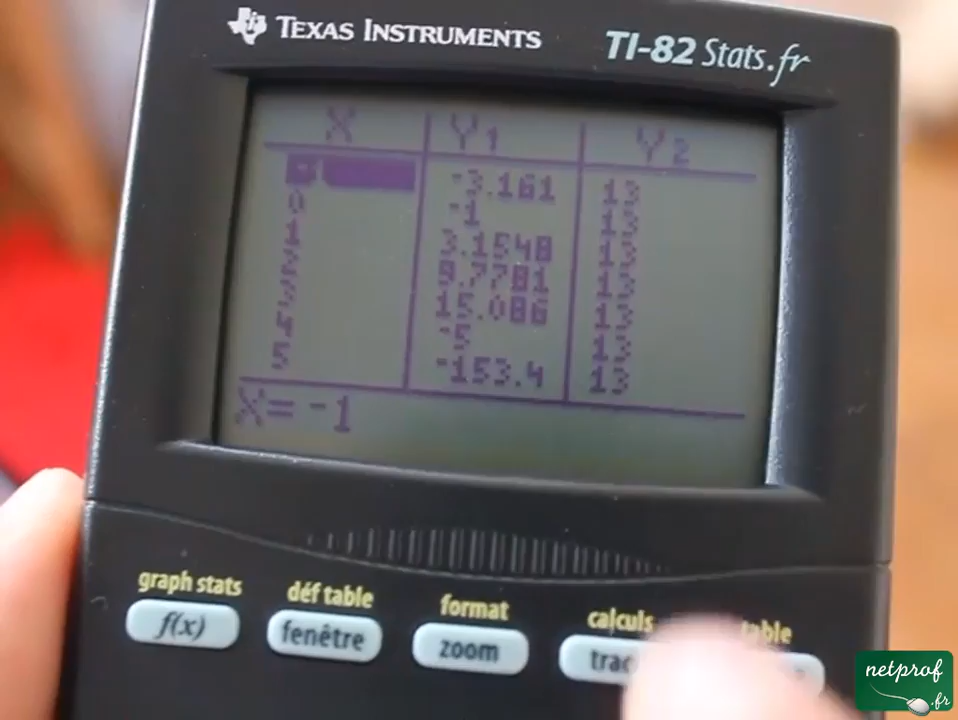 TEXAS INSTRUMENTS TI-82 Stats.fr
X Y1 Y2
-3.161 13
0 -1 13
1 3.1548 13
2 9.7781 13
3 15.086 13
4 -5 13
5 -153.4 13
X= -1
graph stats déf table format calculs table
f(x) fenêtre zoom
netprof
.fr